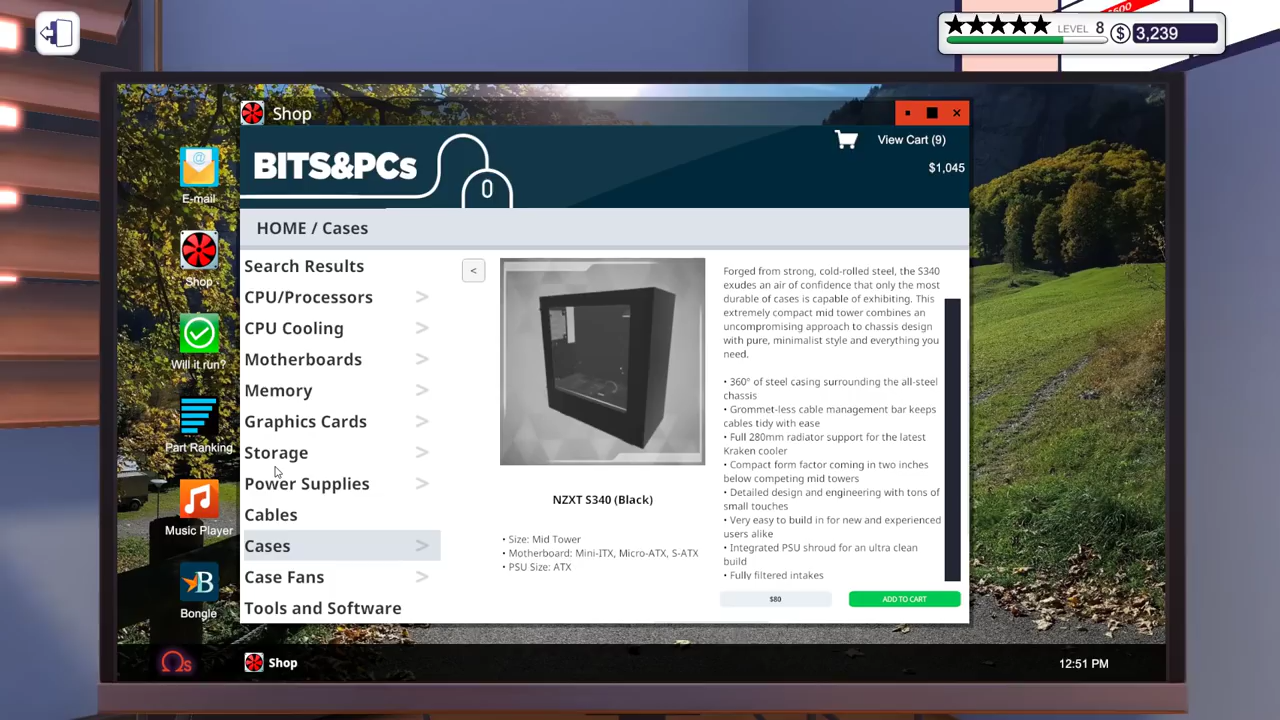 $500
LEVEL 8
$ 3,239
Shop
View Cart (9)
$1,045
BITS&PCs
HOME / Cases
E-mail
Shop
Will it run?
Part Ranking
Music Player
Bongle
Search Results
CPU/Processors >
CPU Cooling >
Motherboards >
Memory >
Graphics Cards >
Storage >
Power Supplies >
Cables
Cases >
Case Fans >
Tools and Software
<
NZXT S340 (Black)
• Size: Mid Tower
• Motherboard: Mini-ITX, Micro-ATX, S-ATX
• PSU Size: ATX
Forged from strong, cold-rolled steel, the S340
exudes an air of confidence that only the most
durable of cases is capable of exhibiting. This
extremely compact mid tower combines an
uncompromising approach to chassis design
with pure, minimalist style and everything you
need.
• 360° of steel casing surrounding the all-steel
chassis
• Grommet-less cable management bar keeps
cables tidy with ease
• Full 280mm radiator support for the latest
Kraken cooler
• Compact form factor coming in two inches
below competing mid towers
• Detailed design and engineering with tons of
small touches
• Very easy to build in for new and experienced
users alike
• Integrated PSU shroud for an ultra clean
build
• Fully filtered intakes
$80
ADD TO CART
Ωs
Shop
12:51 PM